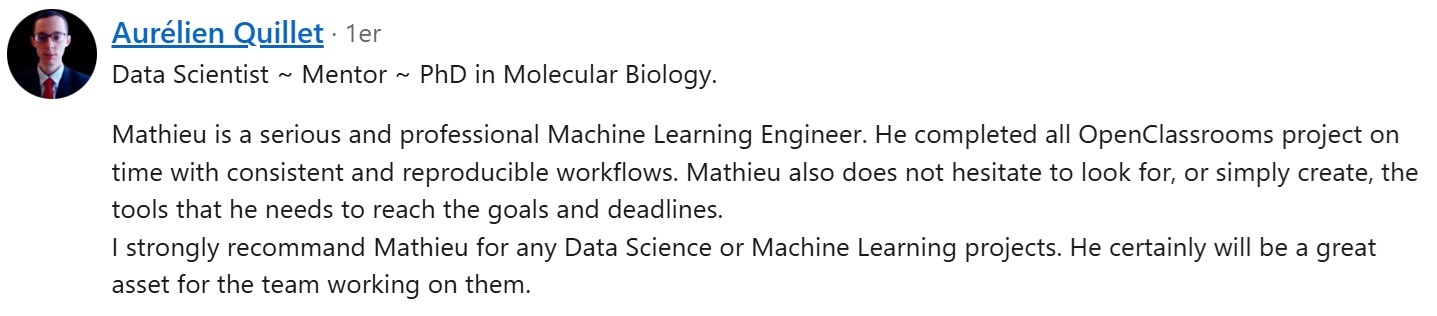 Aurélien Quillet · 1er
Data Scientist ~ Mentor ~ PhD in Molecular Biology.
Mathieu is a serious and professional Machine Learning Engineer. He completed all OpenClassrooms project on
time with consistent and reproducible workflows. Mathieu also does not hesitate to look for, or simply create, the
tools that he needs to reach the goals and deadlines.
I strongly recommand Mathieu for any Data Science or Machine Learning projects. He certainly will be a great
asset for the team working on them.